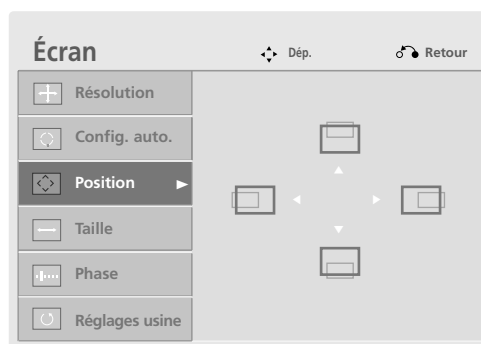 Écran
Dép.
Retour
Résolution
Config. auto.
Position
Taille
Phase
Réglages usine